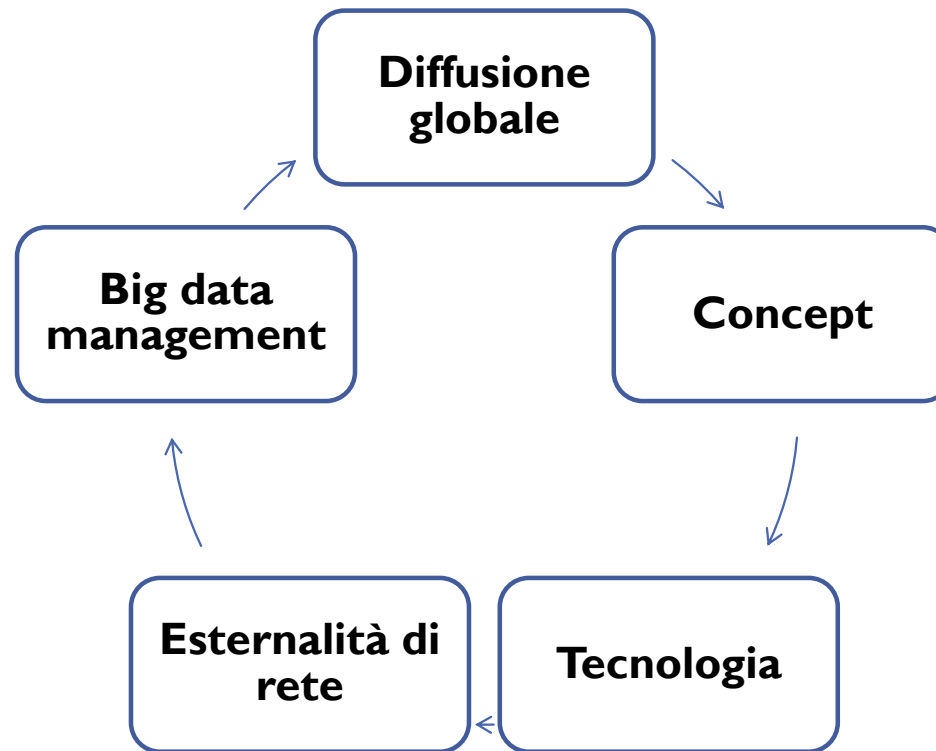 Diffusione
globale
Big data
management
Concept
Esternalità di
rete
Tecnologia